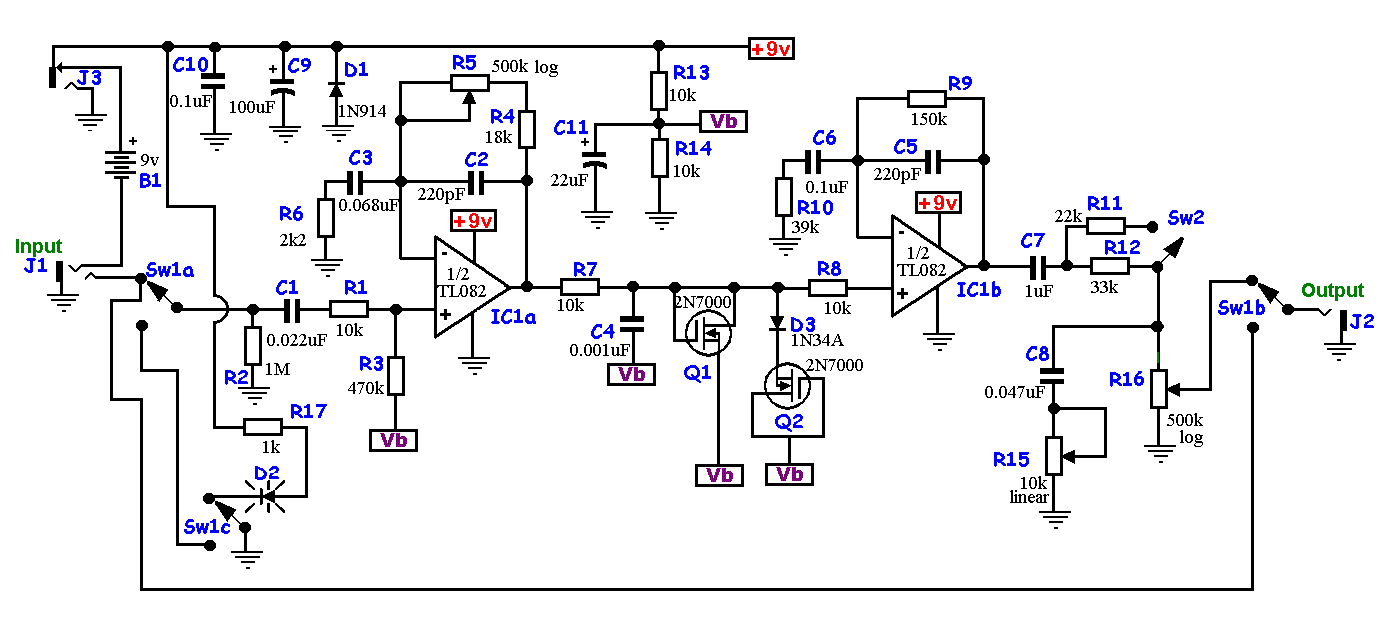 +9v
C10
0.1uF
C9
+
100uF
D1
1N914
J3
+
9v
B1
R5
500k log
R4
18k
C3
0.068uF
C2
220pF
R6
2k2
+9v
R13
10k
Vb
C11
+
22uF
R14
10k
R9
150k
C6
0.1uF
C5
220pF
R10
39k
+9v
Input
J1
Sw1a
C1
0.022uF
R1
10k
R2
1M
R3
470k
Vb
-
+
1/2
TL082
IC1a
R7
10k
C4
0.001uF
Vb
2N7000
Q1
Vb
D3
1N34A
2N7000
Q2
Vb
R8
10k
-
+
1/2
TL082
IC1b
C7
1uF
22k
R11
R12
33k
Sw2
C8
0.047uF
R15
10k
linear
R16
500k
log
Sw1b
Output
J2
R17
1k
D2
Sw1c